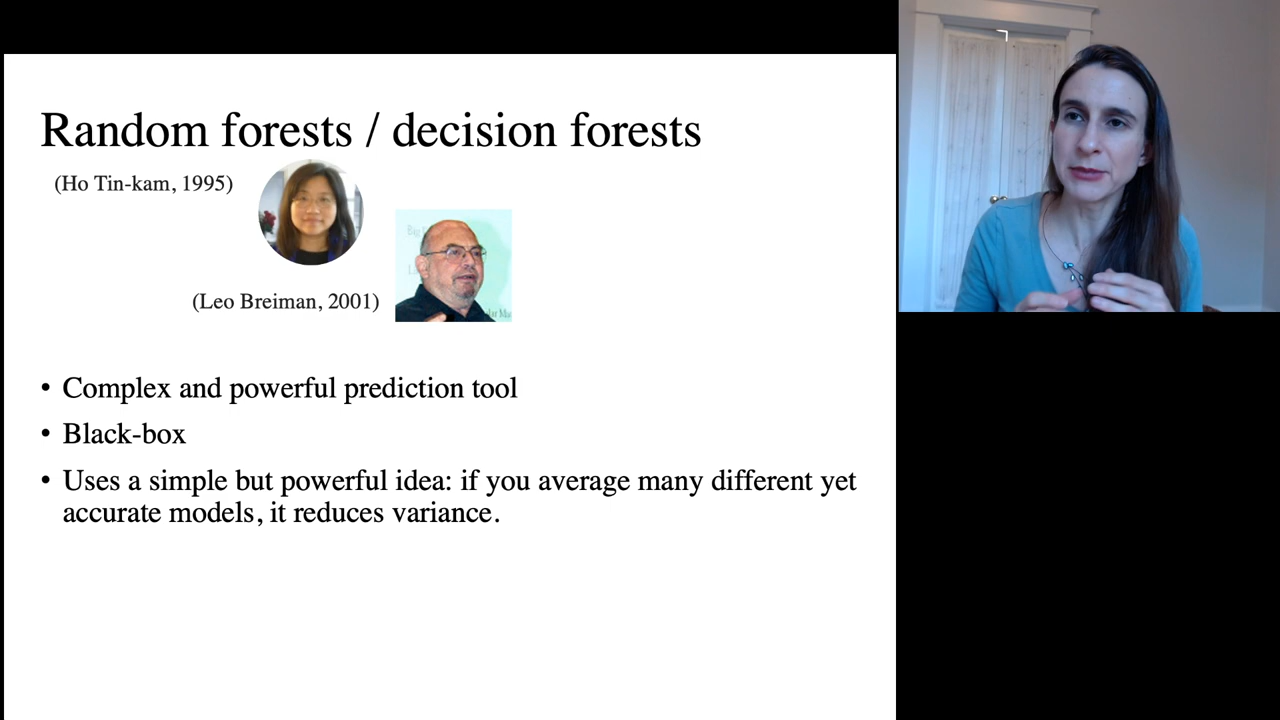 Random forests / decision forests
(Ho Tin-kam, 1995)
(Leo Breiman, 2001)
• Complex and powerful prediction tool
• Black-box
• Uses a simple but powerful idea: if you average many different yet
accurate models, it reduces variance.